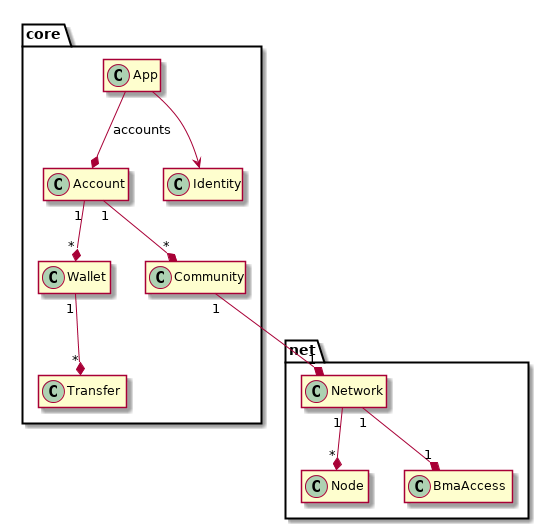 core
C App
accounts
C Account
C Identity
1 1
* *
C Wallet
C Community
1 1
* 1
net
C Transfer
C Network
1 1
* 1
C Node
C BmaAccess